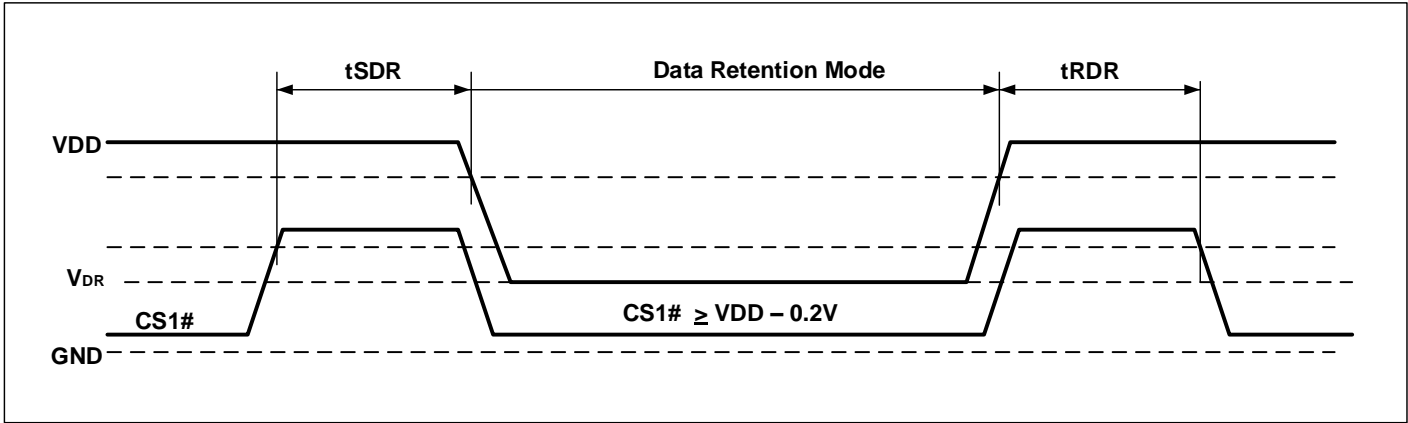 tSDR
Data Retention Mode
tRDR
VDD
VDR
CS1#
CS1# ≥ VDD – 0.2V
GND